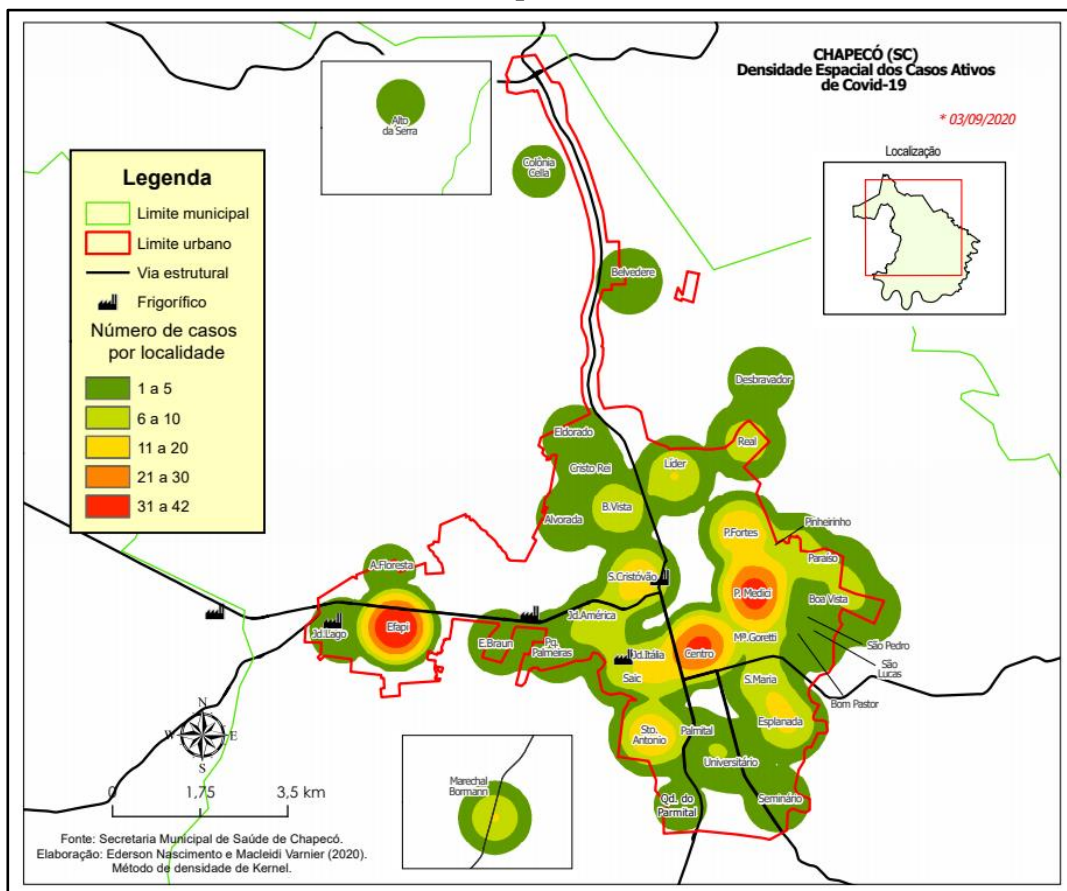 CHAPECÓ (SC)
Densidade Espacial dos Casos Ativos
de Covid-19
* 03/09/2020
Localização
Alto
da Serra
Colônia
Cella
Legenda
Limite municipal
Limite urbano
Via estrutural
Frigorífico
Número de casos
por localidade
1 a 5
6 a 10
11 a 20
21 a 30
31 a 42
Belvedere
Desbravador
Eldorado
Real
Líder
Cristo Rei
B.Vista
Alvorada
P.Fortes
Pinheirinho
Paraíso
A.Floresta
S.Cristóvão
P. Medici
Boa Vista
Jd.Lago
Efapi
Jd.América
E.Braun
Pq.
Palmeiras
Mª.Goretti
São Pedro
Jd.Itália
Centro
São
Lucas
Saic
S.Maria
Bom Pastor
Sto.
Antonio
Palmital
Esplanada
Universitário
Qd. do
Parmital
Seminário
Marechal
Bormann
N
W
E
S
0
1,75
3,5 km
Fonte: Secretaria Municipal de Saúde de Chapecó.
Elaboração: Ederson Nascimento e Macleidi Varnier (2020).
Método de densidade de Kernel.